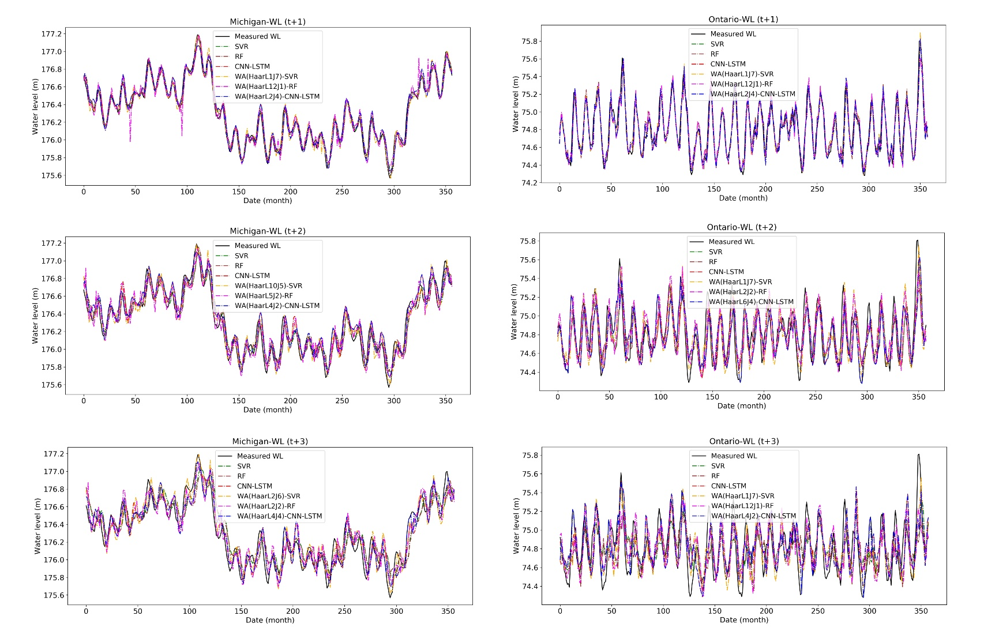 Michigan-WL (t+1)
Water level (m)
177.2
177.0
176.8
176.6
176.4
176.2
176.0
175.8
175.6
Measured WL
SVR
RF
CNN-LSTM
WA(HaarL1J7)-SVR
WA(HaarL12J1)-RF
WA(HaarL2J4)-CNN-LSTM
0 50 100 150 200 250 300 350
Date (month)
Ontario-WL (t+1)
Water level (m)
75.8
75.6
75.4
75.2
75.0
74.8
74.6
74.4
74.2
Measured WL
SVR
RF
CNN-LSTM
WA(HaarL1J7)-SVR
WA(HaarL12J1)-RF
WA(HaarL2J4)-CNN-LSTM
0 50 100 150 200 250 300 350
Date (month)
Michigan-WL (t+2)
Water level (m)
177.2
177.0
176.8
176.6
176.4
176.2
176.0
175.8
175.6
Measured WL
SVR
RF
CNN-LSTM
WA(HaarL10J5)-SVR
WA(HaarL5J2)-RF
WA(HaarL4J2)-CNN-LSTM
0 50 100 150 200 250 300 350
Date (month)
Ontario-WL (t+2)
Water level (m)
75.8
75.6
75.4
75.2
75.0
74.8
74.6
74.4
Measured WL
SVR
RF
CNN-LSTM
WA(HaarL1J7)-SVR
WA(HaarL2J2)-RF
WA(HaarL6J4)-CNN-LSTM
0 50 100 150 200 250 300 350
Date (month)
Michigan-WL (t+3)
Water level (m)
177.2
177.0
176.8
176.6
176.4
176.2
176.0
175.8
175.6
Measured WL
SVR
RF
CNN-LSTM
WA(HaarL2J6)-SVR
WA(HaarL2J2)-RF
WA(HaarL4J4)-CNN-LSTM
0 50 100 150 200 250 300 350
Date (month)
Ontario-WL (t+3)
Water level (m)
75.8
75.6
75.4
75.2
75.0
74.8
74.6
74.4
Measured WL
SVR
RF
CNN-LSTM
WA(HaarL1J7)-SVR
WA(HaarL12J1)-RF
WA(HaarL4J2)-CNN-LSTM
0 50 100 150 200 250 300 350
Date (month)